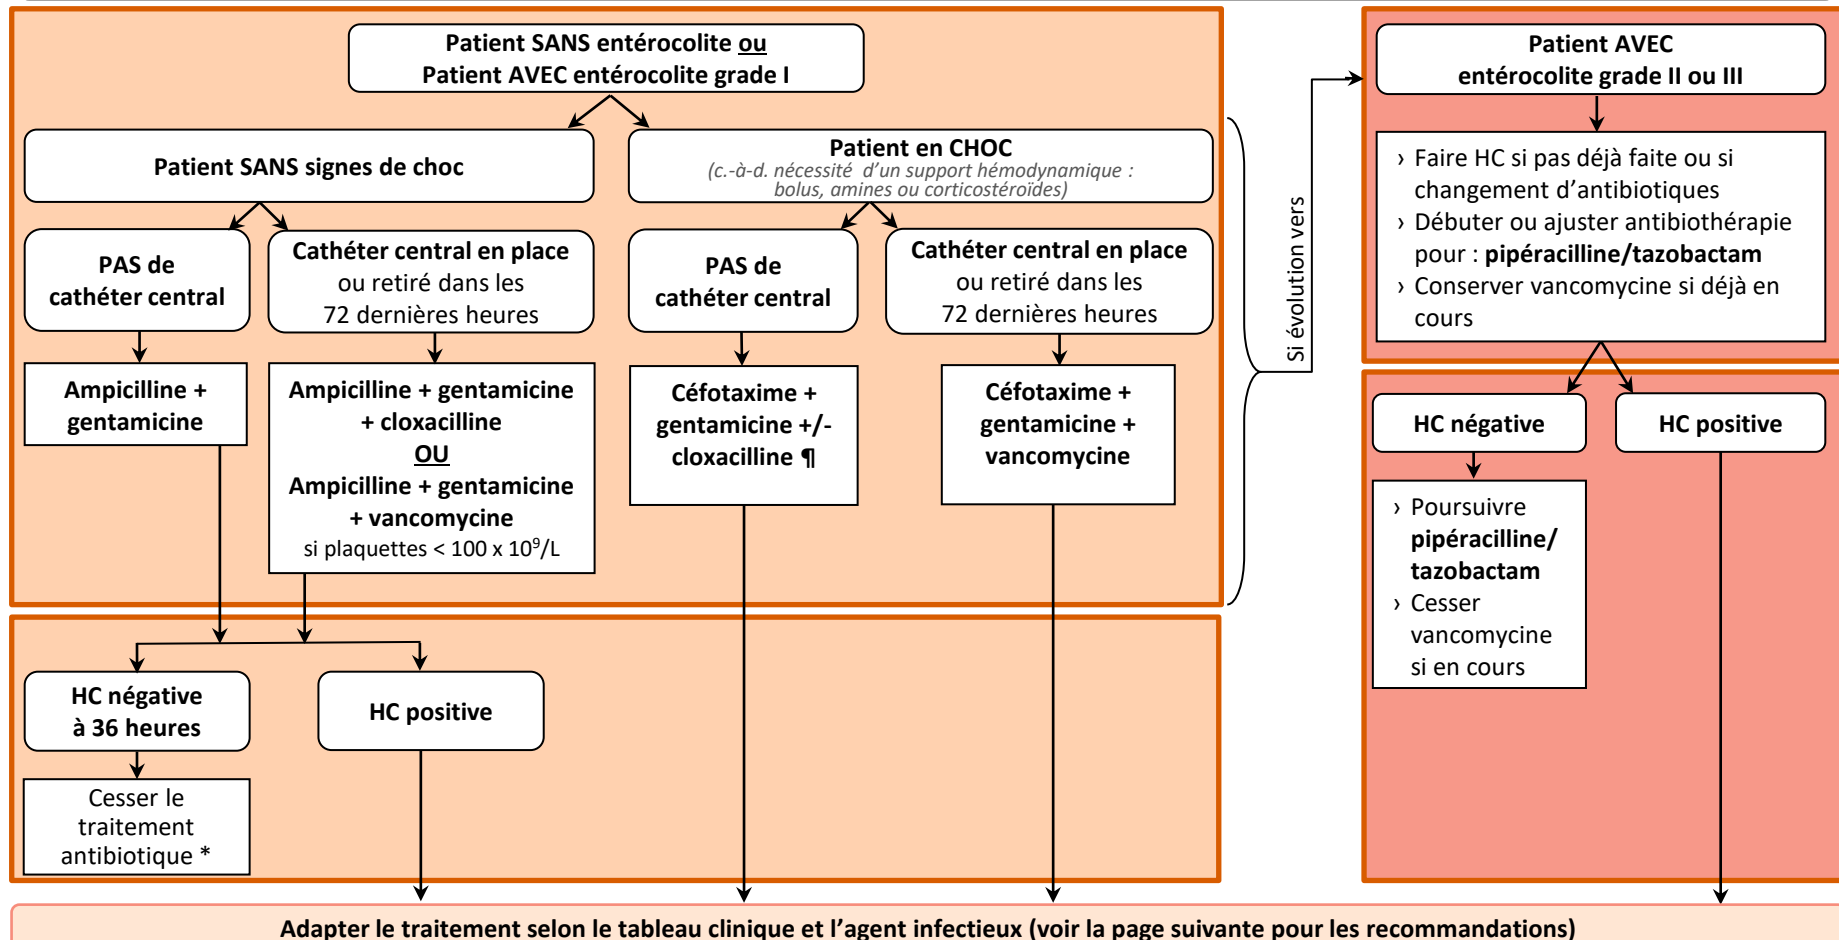 Patient SANS entérocolite ou
Patient AVEC entérocolite grade I
Patient SANS signes de choc
Patient en CHOC
(c.-à-d. nécessité d’un support hémodynamique :
bolus, amines ou corticostéroïdes)
PAS de
cathéter central
Cathéter central en place
ou retiré dans les
72 dernières heures
PAS de
cathéter central
Cathéter central en place
ou retiré dans les
72 dernières heures
Ampicilline +
gentamicine
Ampicilline + gentamicine
+ cloxacilline
OU
Ampicilline + gentamicine
+ vancomycine
si plaquettes < 100 x 10⁹/L
Céfotaxime +
gentamicine +/-
cloxacilline ¶
Céfotaxime +
gentamicine +
vancomycine
HC négative
à 36 heures
HC positive
Cesser le
traitement
antibiotique *
Si évolution vers
Patient AVEC
entérocolite grade II ou III
› Faire HC si pas déjà faite ou si
changement d’antibiotiques
› Débuter ou ajuster antibiothérapie
pour : pipéracilline/tazobactam
› Conserver vancomycine si déjà en
cours
HC négative
HC positive
› Poursuivre
pipéracilline/
tazobactam
› Cesser
vancomycine
si en cours
Adapter le traitement selon le tableau clinique et l’agent infectieux (voir la page suivante pour les recommandations)